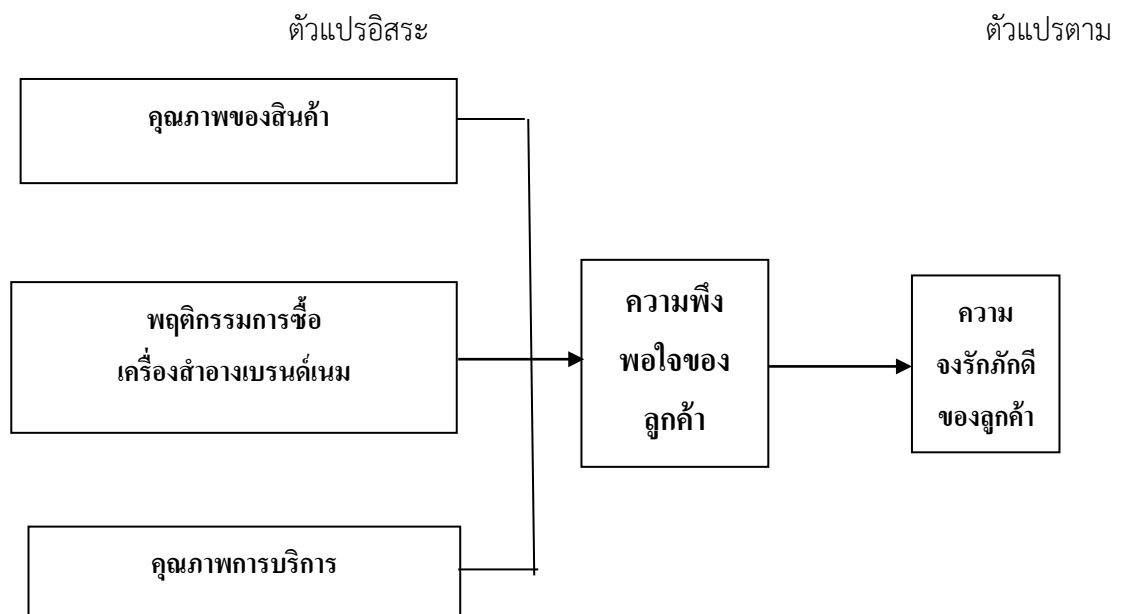 ตัวแปรอิสระ
ตัวแปรตาม
คุณภาพของสินค้า
พฤติกรรมการซื้อ
เครื่องสำอางแบรนด์เนม
คุณภาพการบริการ
ความพึง
พอใจของ
ลูกค้า
ความ
จงรักภักดี
ของลูกค้า